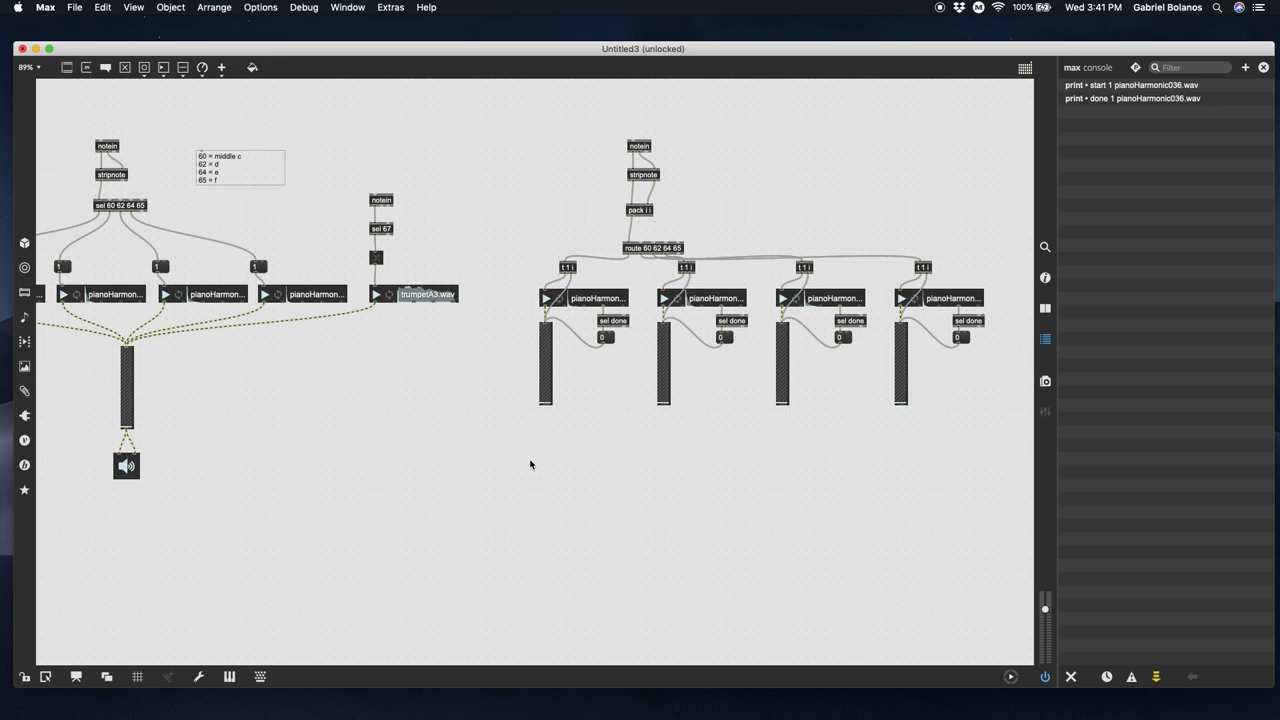 Max File Edit View Object Arrange Options Debug Window Extras Help 100% Wed 3:41 PM Gabriel Bolanos
Untitled3 (unlocked)
89%
max console Filter
print • start 1 pianoHarmonic036.wav
print • done 1 pianoHarmonic036.wav
notein
stripnote
sel 60 62 64 65
60 = middle c
62 = d
64 = e
65 = f
1 1 1
... pianoHarmon... pianoHarmon... pianoHarmon...
notein
sel 67
trumpetA3.wav
notein
stripnote
pack i i
route 60 62 64 65
t 1 i t 1 i t 1 i t 1 i
pianoHarmon... pianoHarmon... pianoHarmon... pianoHarmon...
sel done sel done sel done sel done
0 0 0 0